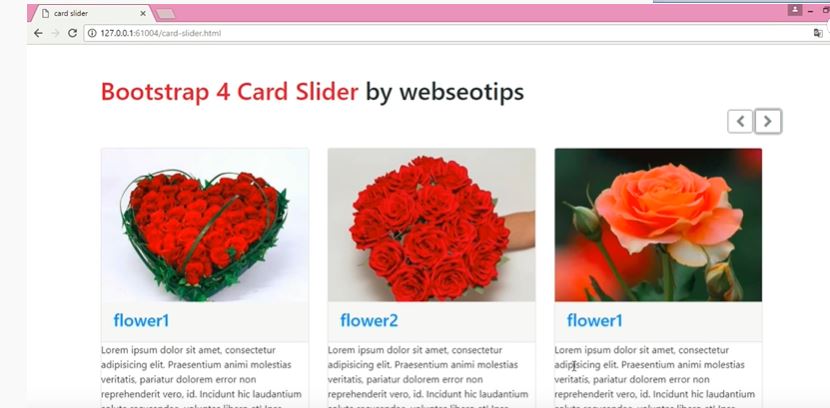 card slider
127.0.0.1:61004/card-slider.html
Bootstrap 4 Card Slider by webseotips
flower1
Lorem ipsum dolor sit amet, consectetur
adipisicing elit. Praesentium animi molestias
veritatis, pariatur dolorem error non
reprehenderit vero, id. Incidunt hic laudantium
flower2
Lorem ipsum dolor sit amet, consectetur
adipisicing elit. Praesentium animi molestias
veritatis, pariatur dolorem error non
reprehenderit vero, id. Incidunt hic laudantium
flower1
Lorem ipsum dolor sit amet, consectetur
adipisicing elit. Praesentium animi molestias
veritatis, pariatur dolorem error non
reprehenderit vero, id. Incidunt hic laudantium